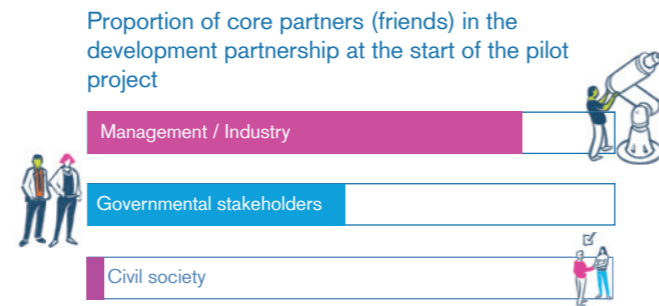 Proportion of core partners (friends) in the
development partnership at the start of the pilot
project
Management / Industry
Governmental stakeholders
Civil society